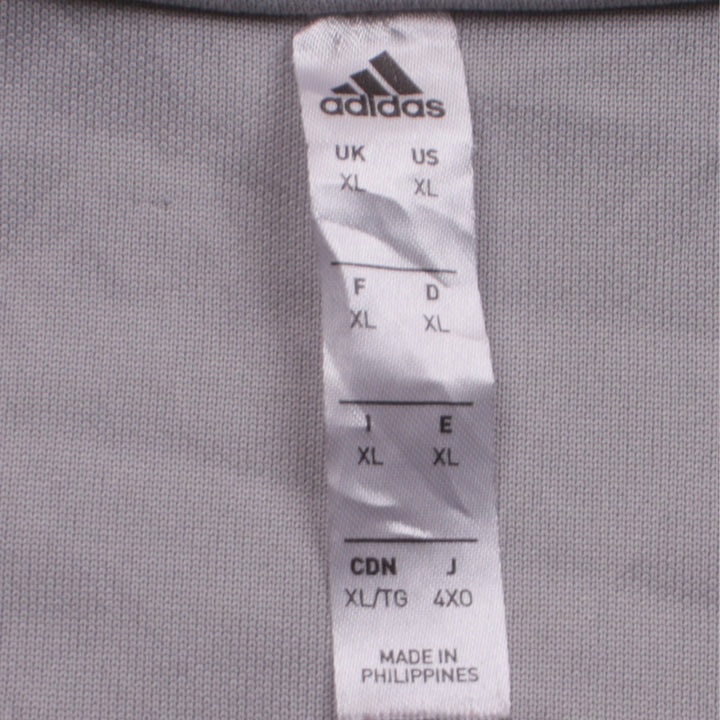 adidas
UK US
XL XL
F D
XL XL
I E
XL XL
CDN J
XL/TG 4XO
MADE IN
PHILIPPINES